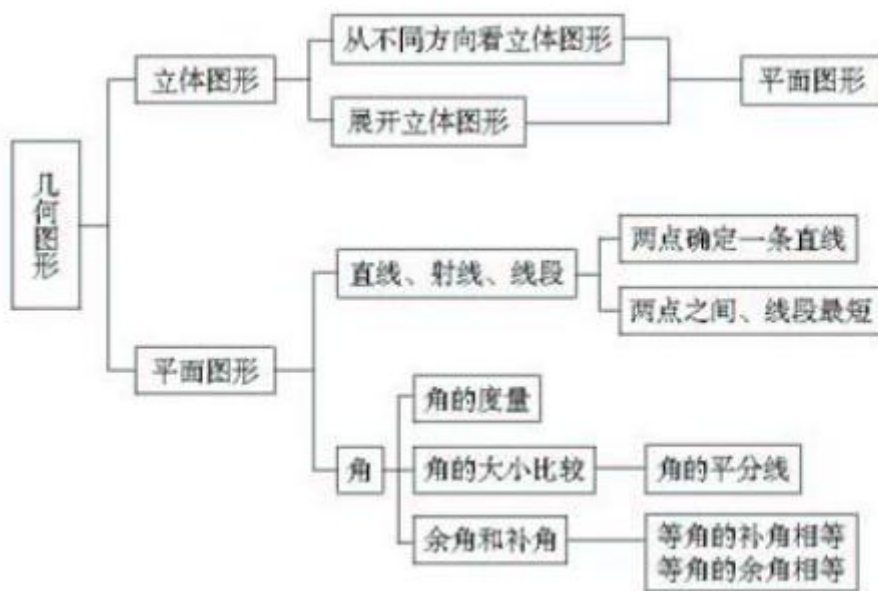 几何图形
立体图形
从不同方向看立体图形
展开立体图形
平面图形
平面图形
直线、射线、线段
两点确定一条直线
两点之间、线段最短
角
角的度量
角的大小比较
角的平分线
余角和补角
等角的补角相等
等角的余角相等